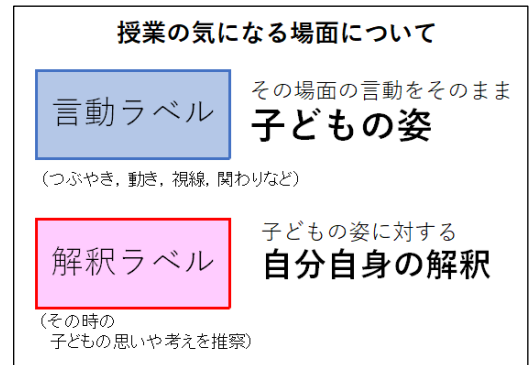 授業の気になる場面について
言動ラベル
その場面の言動をそのまま
子どもの姿
(つぶやき, 動き, 視線, 関わりなど)
解釈ラベル
子どもの姿に対する
自分自身の解釈
(その時の
子どもの思いや考えを推察)